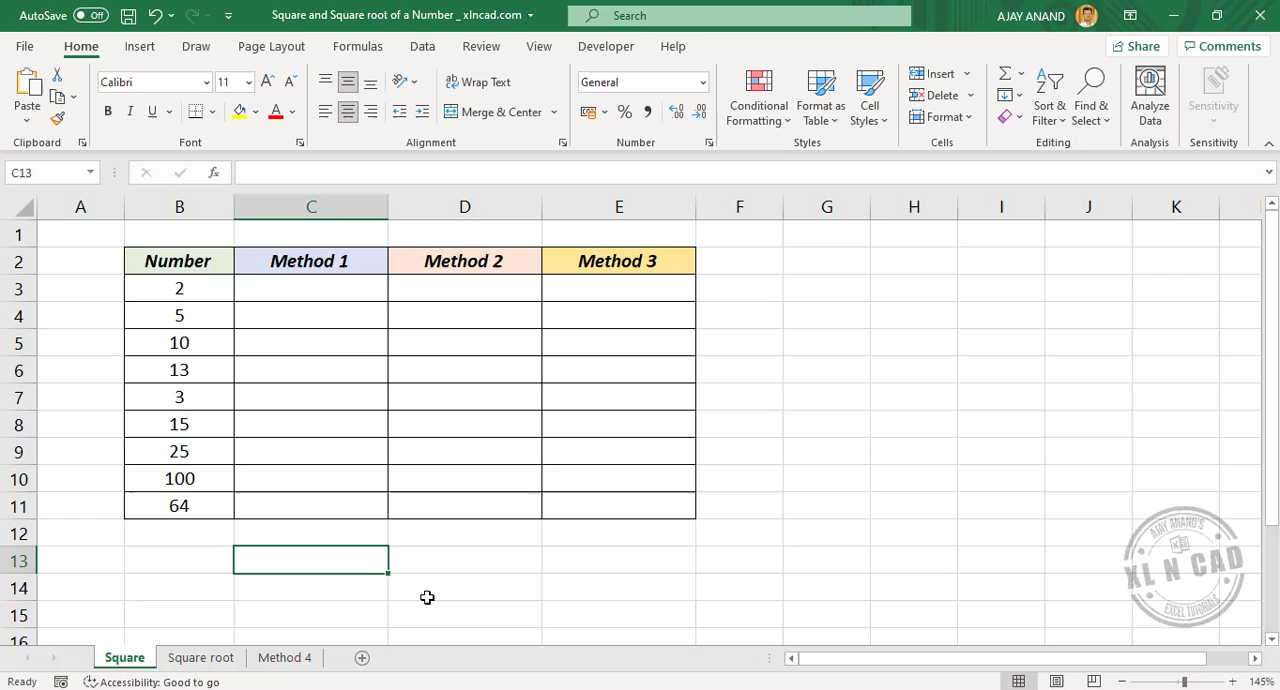 AutoSave Off Square and Square root of a Number _ xlncad.com Search AJAY ANAND
File Home Insert Draw Page Layout Formulas Data Review View Developer Help Share Comments
Calibri 11 Wrap Text General Insert
Paste Conditional Formatting Format as Table Cell Styles Delete Sort & Filter Find & Select Analyze Data Sensitivity
B I U Merge & Center % Format
Clipboard Font Alignment Number Styles Cells Editing Analysis Sensitivity
C13 fx
A B C D E F G H I J K
1
2 Number Method 1 Method 2 Method 3
3 2
4 5
5 10
6 13
7 3
8 15
9 25
10 100
11 64
12
13
14
15
16
AJAY ANAND'S
XL N CAD
EXCEL TUTORIALS
Square Square root Method 4
Ready Accessibility: Good to go 145%